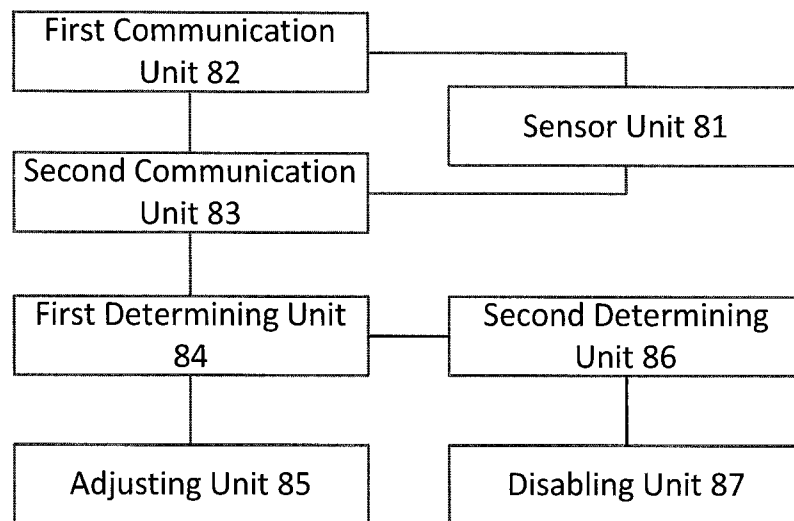 First Communication
Unit 82
Sensor Unit 81
Second Communication
Unit 83
First Determining Unit
84
Second Determining
Unit 86
Adjusting Unit 85
Disabling Unit 87